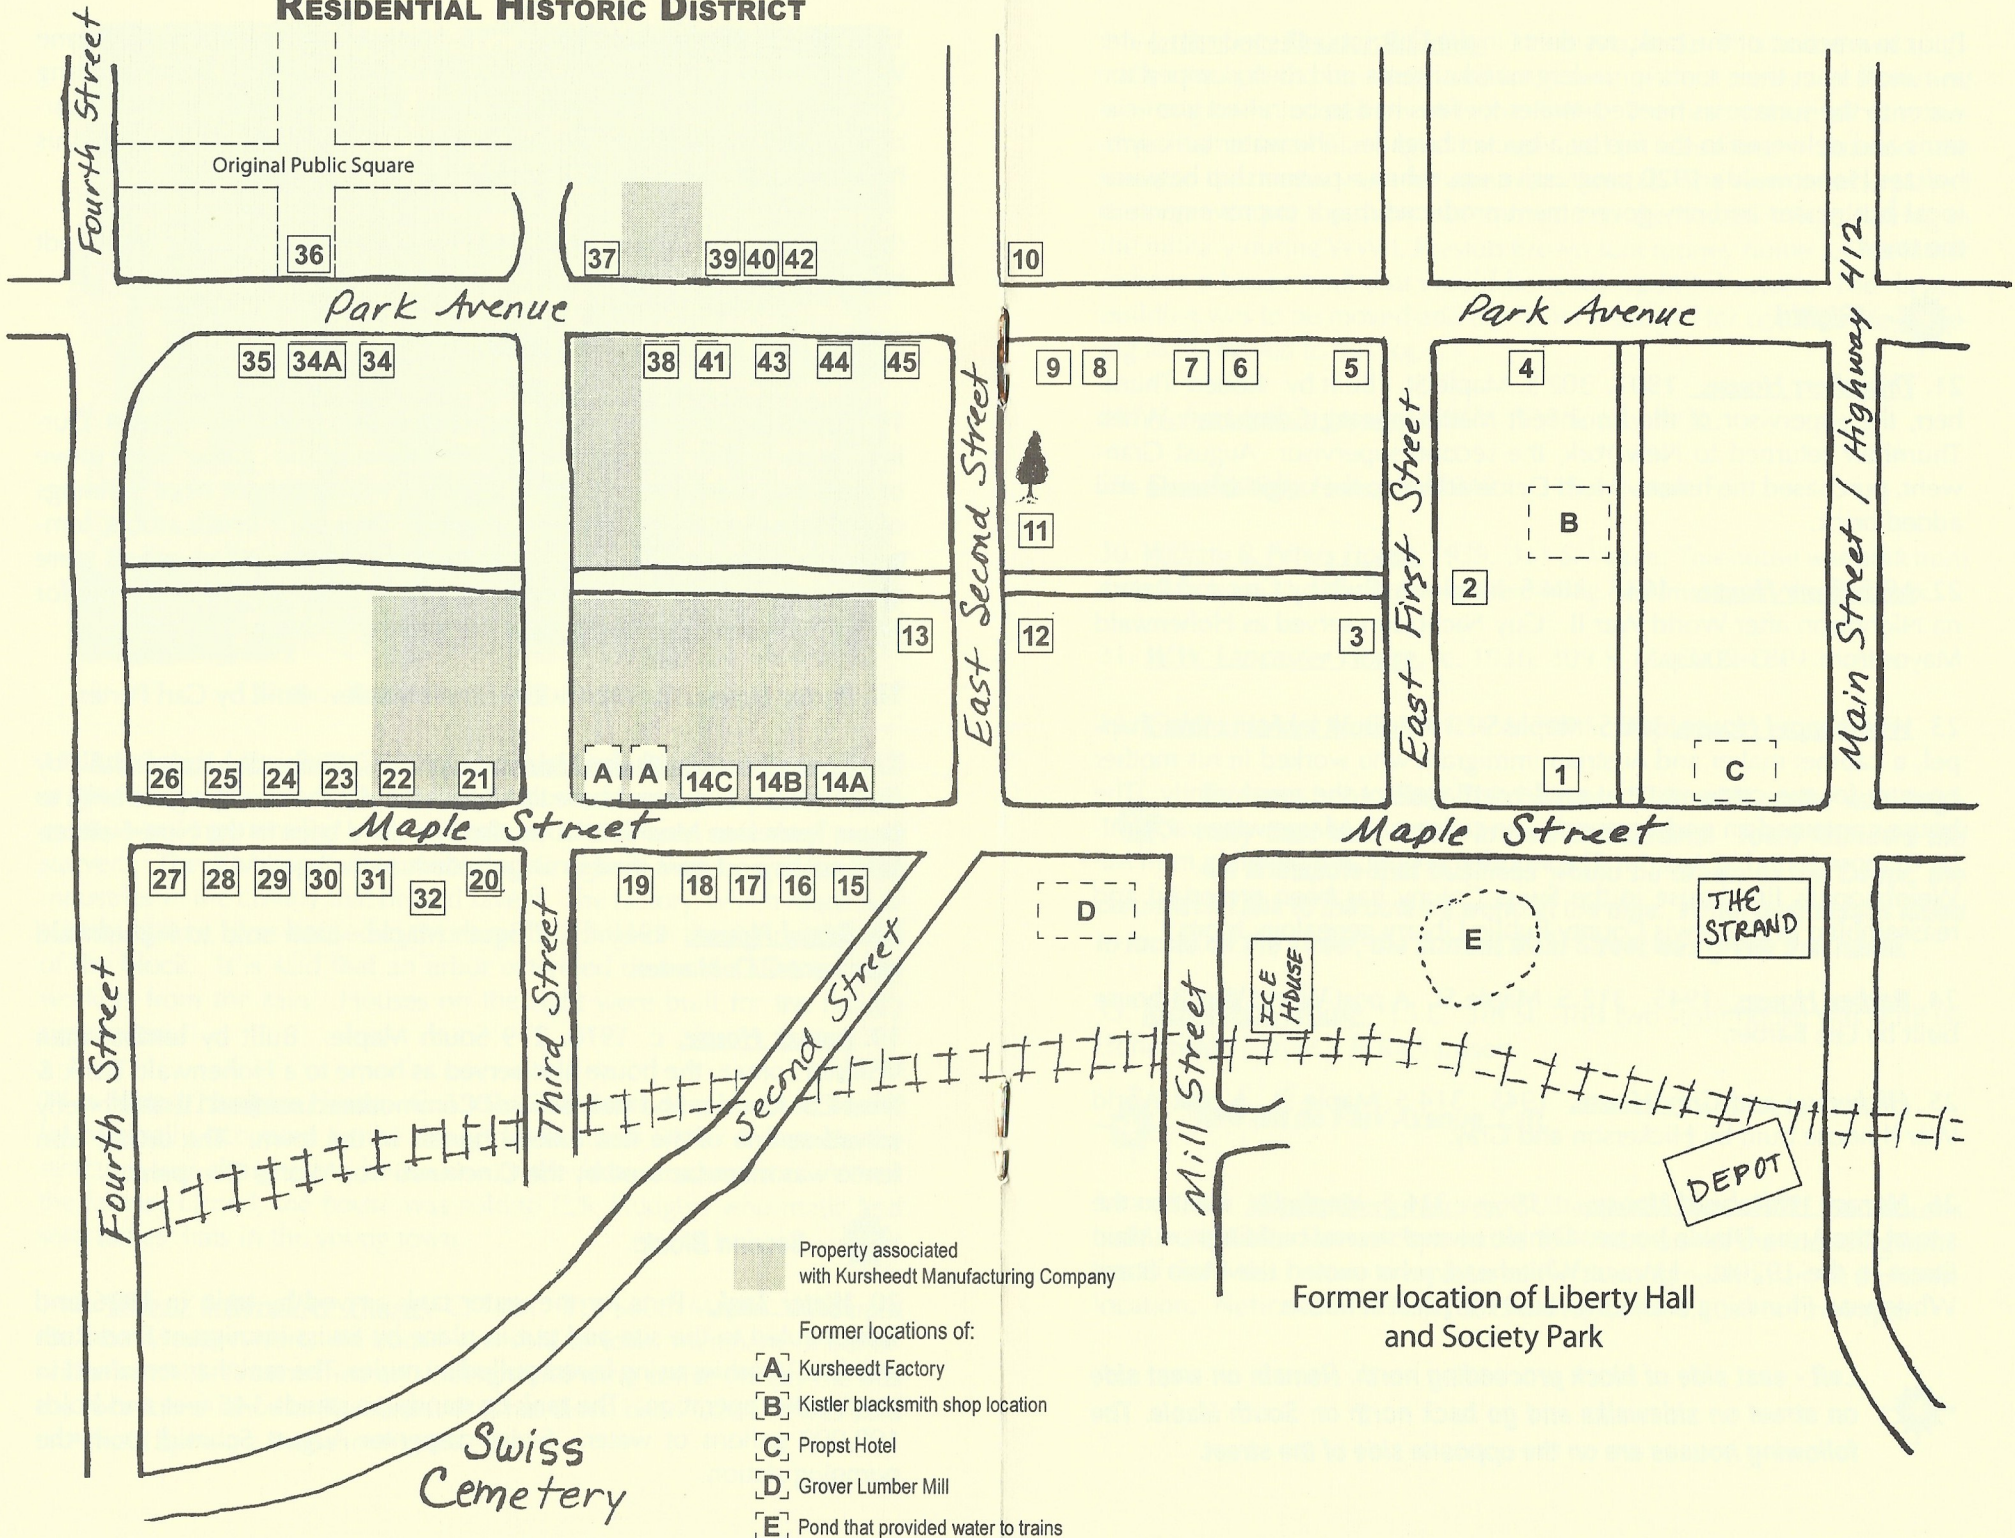 RESIDENTIAL HISTORIC DISTRICT
Fourth Street
Original Public Square
36
37
39 40 42
10
Park Avenue
Park Avenue
Main Street / Highway 412
35 34A 34
38 41 43 44 45
9 8 7 6 5
4
East Second Street
East First Street
11
B
2
13
12
3
26 25 24 23 22 21
A A 14C 14B 14A
1
C
Maple Street
Maple Street
27 28 29 30 31 32 20
19 18 17 16 15
D
E
THE
STRAND
ICE
HOUSE
Fourth Street
Third Street
Second Street
Mill Street
DEPOT
Property associated
with Kursheedt Manufacturing Company
Former locations of:
A Kursheedt Factory
B Kistler blacksmith shop location
C Propst Hotel
D Grover Lumber Mill
E Pond that provided water to trains
Former location of Liberty Hall
and Society Park
Swiss
Cemetery